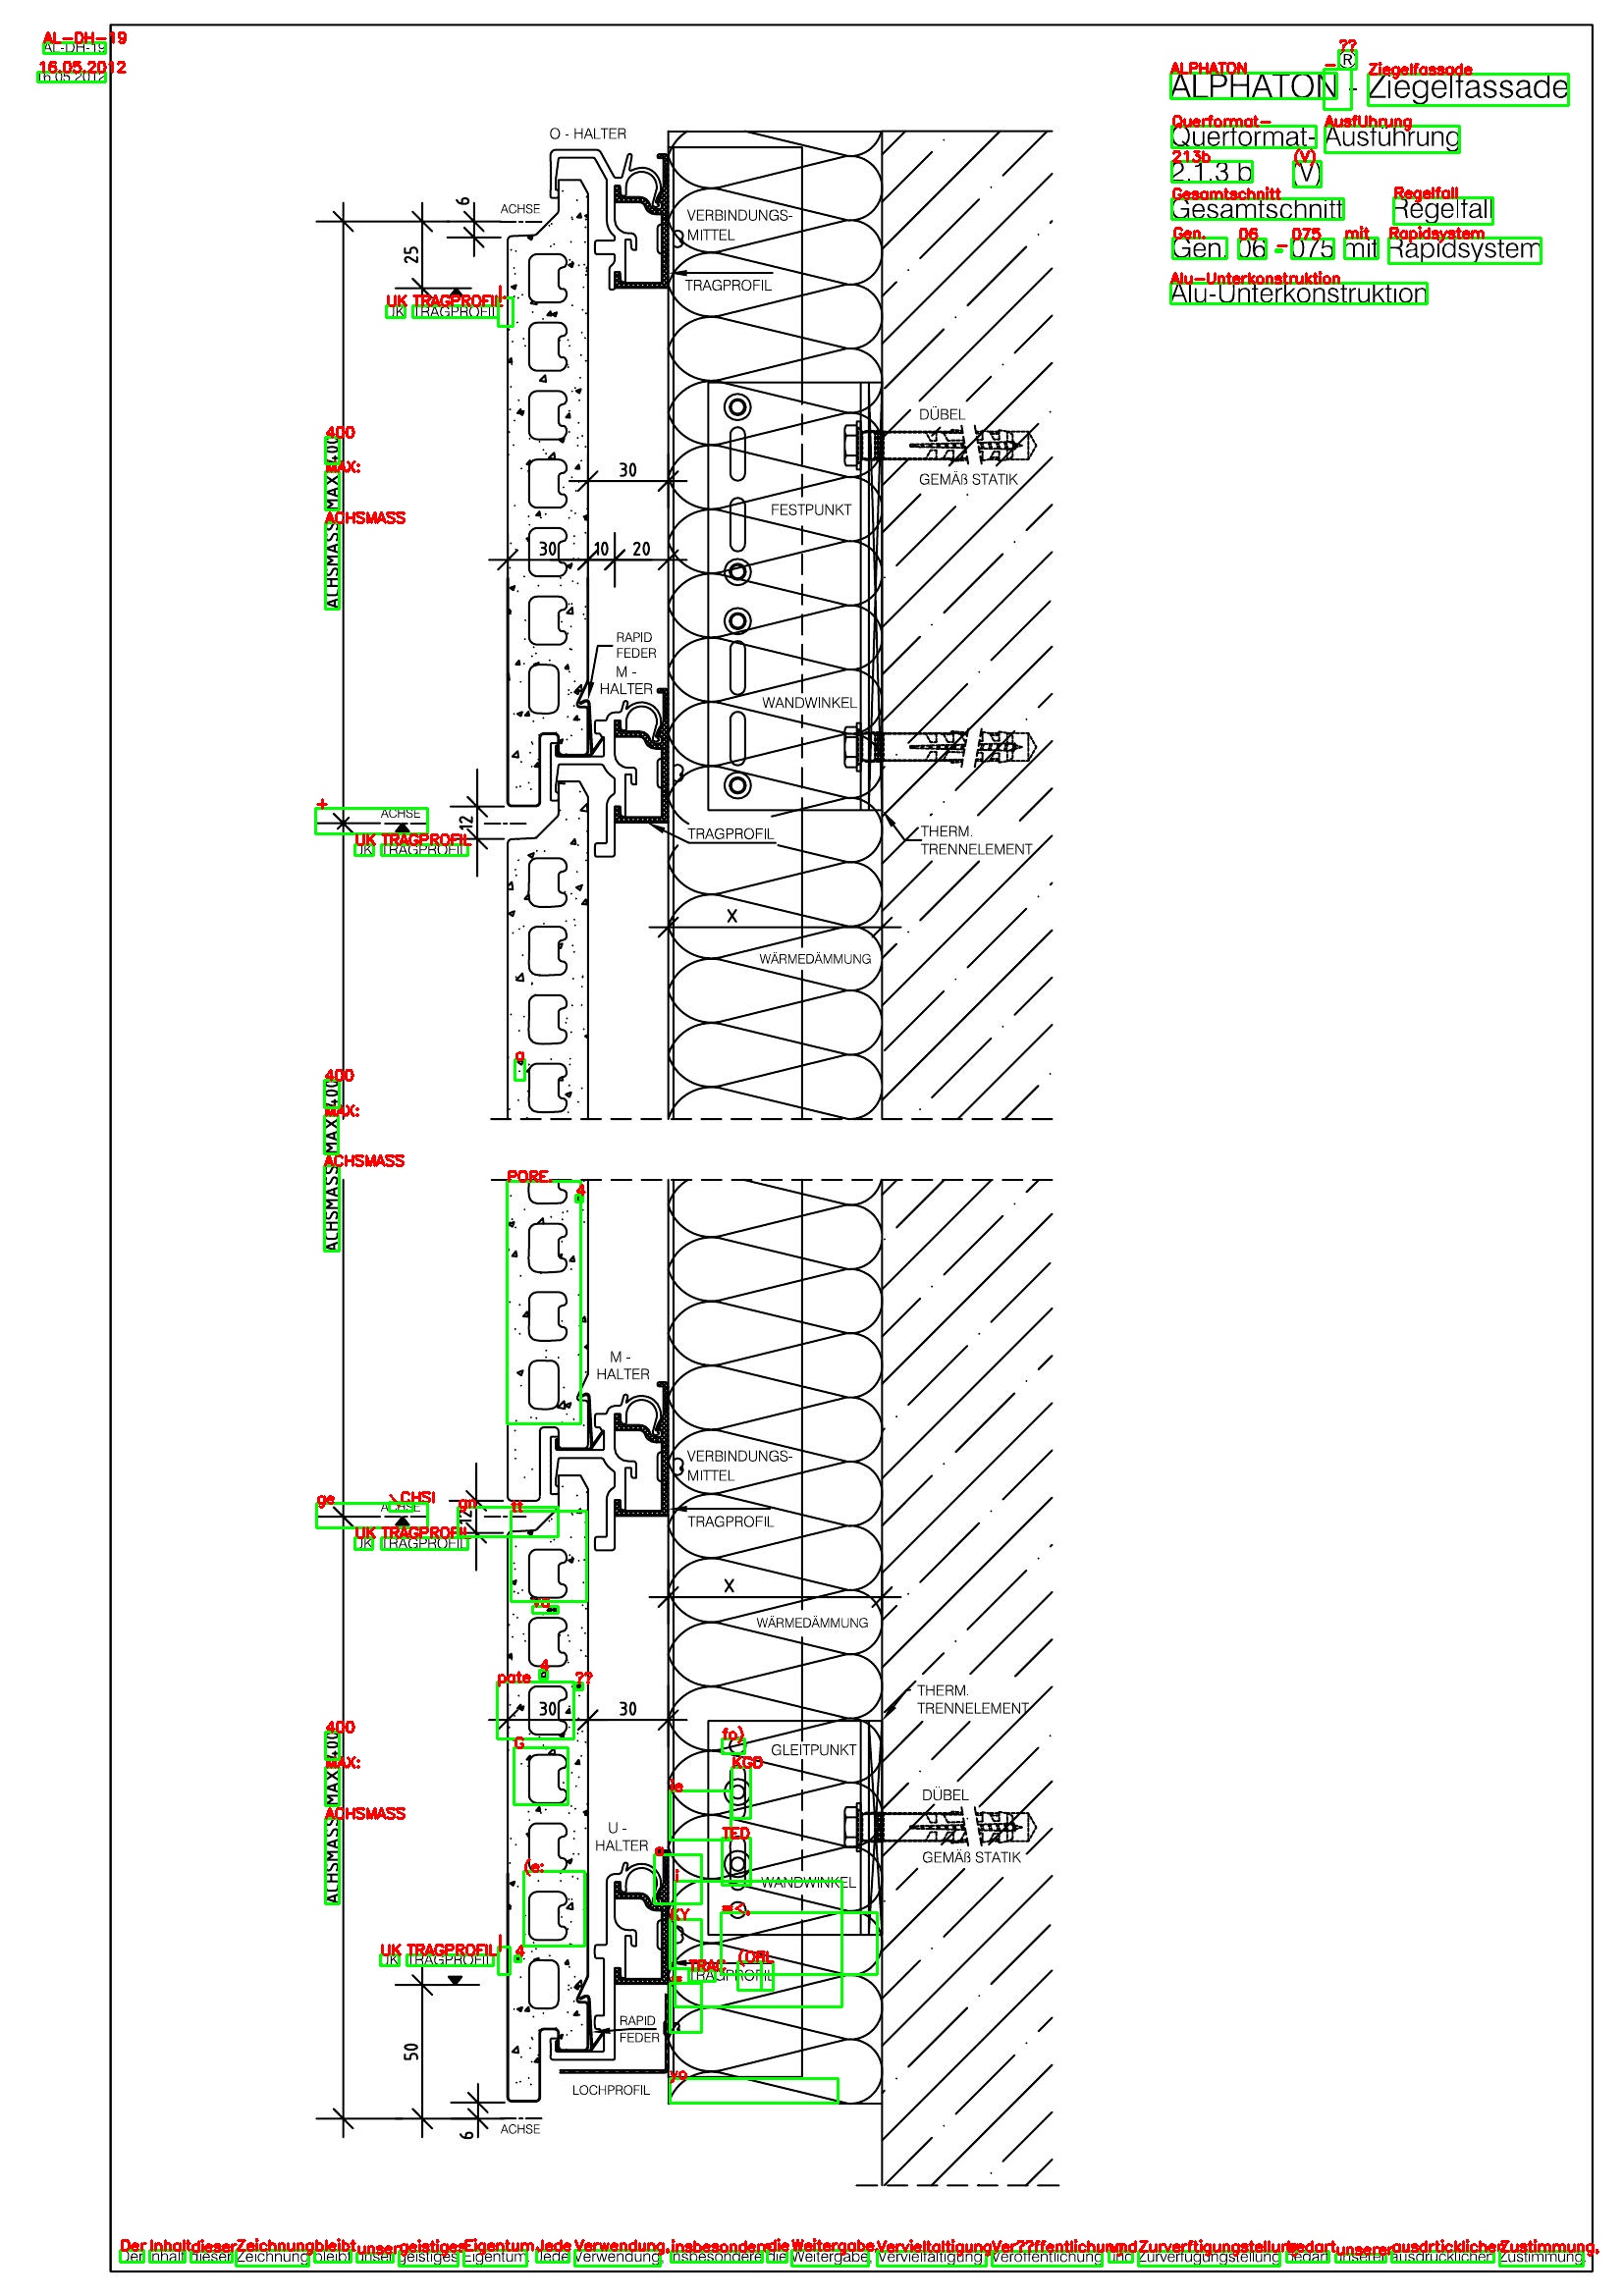 AL-DH-19
16.05.2012
ALPHATON® - Ziegelfassade
Querformat- Ausführung
2.1.3 b (V)
Gesamtschnitt Regelfall
Gen. 06 - 075 mit Rapidsystem
Alu-Unterkonstruktion
O - HALTER
ACHSE
6
25
VERBINDUNGS-
MITTEL
TRAGPROFIL
UK TRAGPROFIL
DÜBEL
GEMÄß STATIK
ACHSMASS MAX. 400
30
FESTPUNKT
30 10 20
RAPID
FEDER
M -
HALTER
WANDWINKEL
ACHSE
12
UK TRAGPROFIL
TRAGPROFIL
THERM.
TRENNELEMENT
X
WÄRMEDÄMMUNG
ACHSMASS MAX. 400
M -
HALTER
VERBINDUNGS-
MITTEL
ACHSE
12
TRAGPROFIL
UK TRAGPROFIL
X
WÄRMEDÄMMUNG
THERM.
TRENNELEMENT
30 30
GLEITPUNKT
ACHSMASS MAX. 400
DÜBEL
GEMÄß STATIK
U -
HALTER
WANDWINKEL
UK TRAGPROFIL
TRAGPROFIL
50
RAPID
FEDER
LOCHPROFIL
6
ACHSE
Der Inhalt dieser Zeichnung bleibt unser geistiges Eigentum. Jede Verwendung, insbesondere die Weitergabe, Vervielfältigung, Veröffentlichung und Zurverfügungstellung bedarf unserer ausdrücklichen Zustimmung.